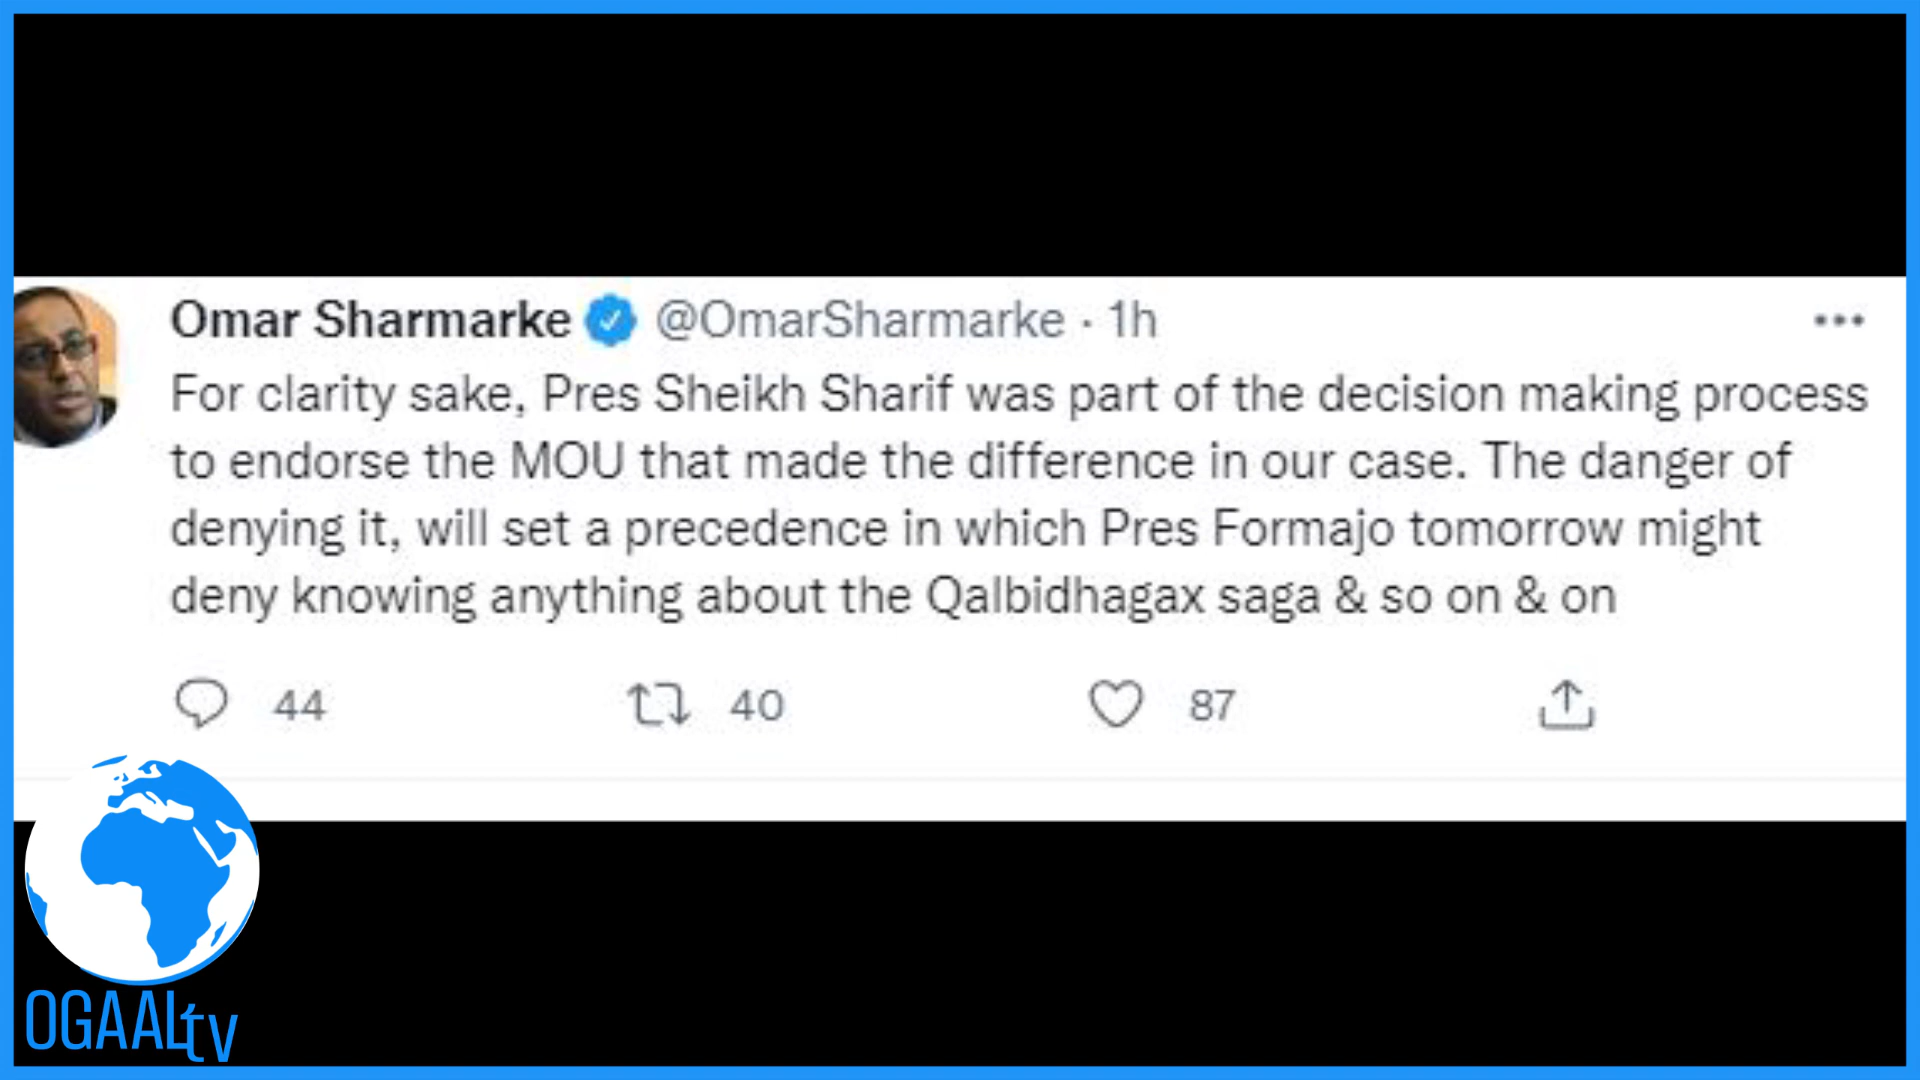 Omar Sharmarke @OmarSharmarke · 1h
For clarity sake, Pres Sheikh Sharif was part of the decision making process
to endorse the MOU that made the difference in our case. The danger of
denying it, will set a precedence in which Pres Formajo tomorrow might
deny knowing anything about the Qalbidhagax saga & so on & on
44 40 87
OGAALtv